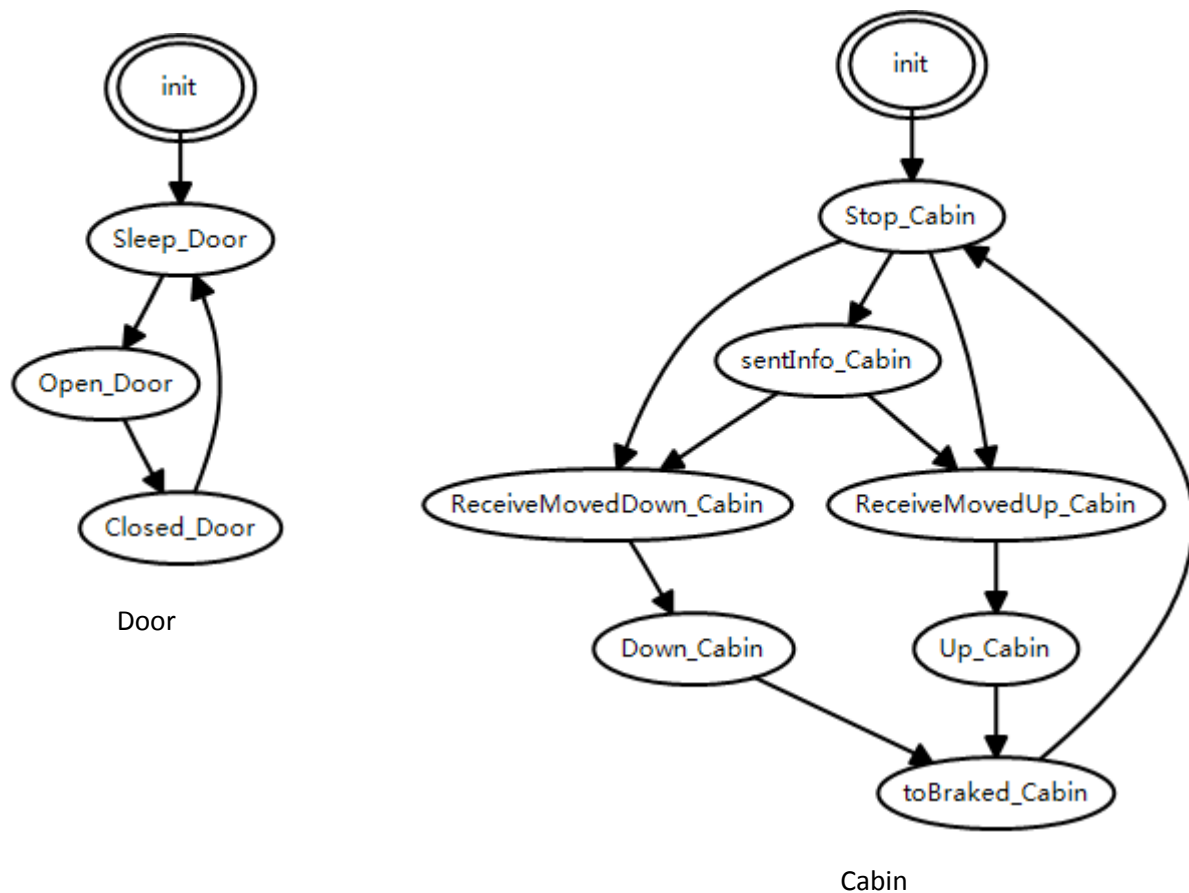 init
Sleep_Door
Open_Door
Closed_Door
Door
init
Stop_Cabin
sentInfo_Cabin
ReceiveMovedDown_Cabin
ReceiveMovedUp_Cabin
Down_Cabin
Up_Cabin
toBraked_Cabin
Cabin